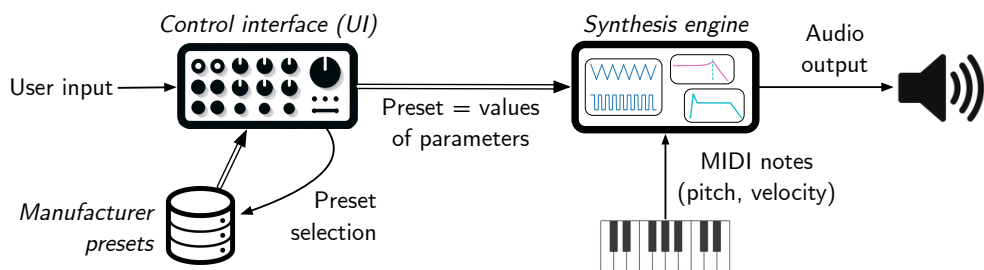 Control interface (UI)
Synthesis engine
Audio
output
User input
Preset = values
of parameters
MIDI notes
(pitch, velocity)
Manufacturer
presets
Preset
selection